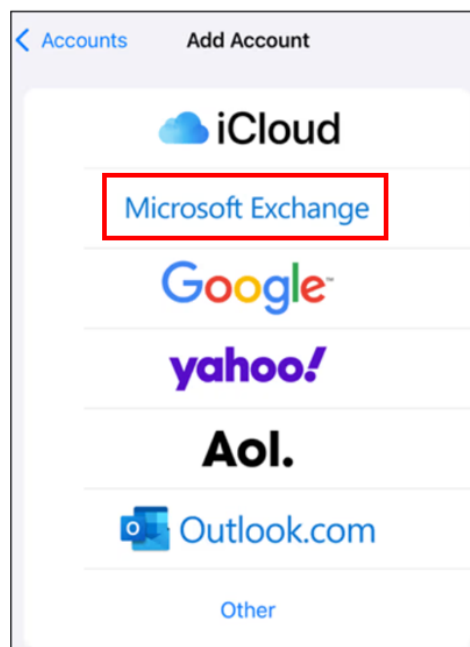 Accounts Add Account
iCloud
Microsoft Exchange
Google
yahoo!
Aol.
Outlook.com
Other